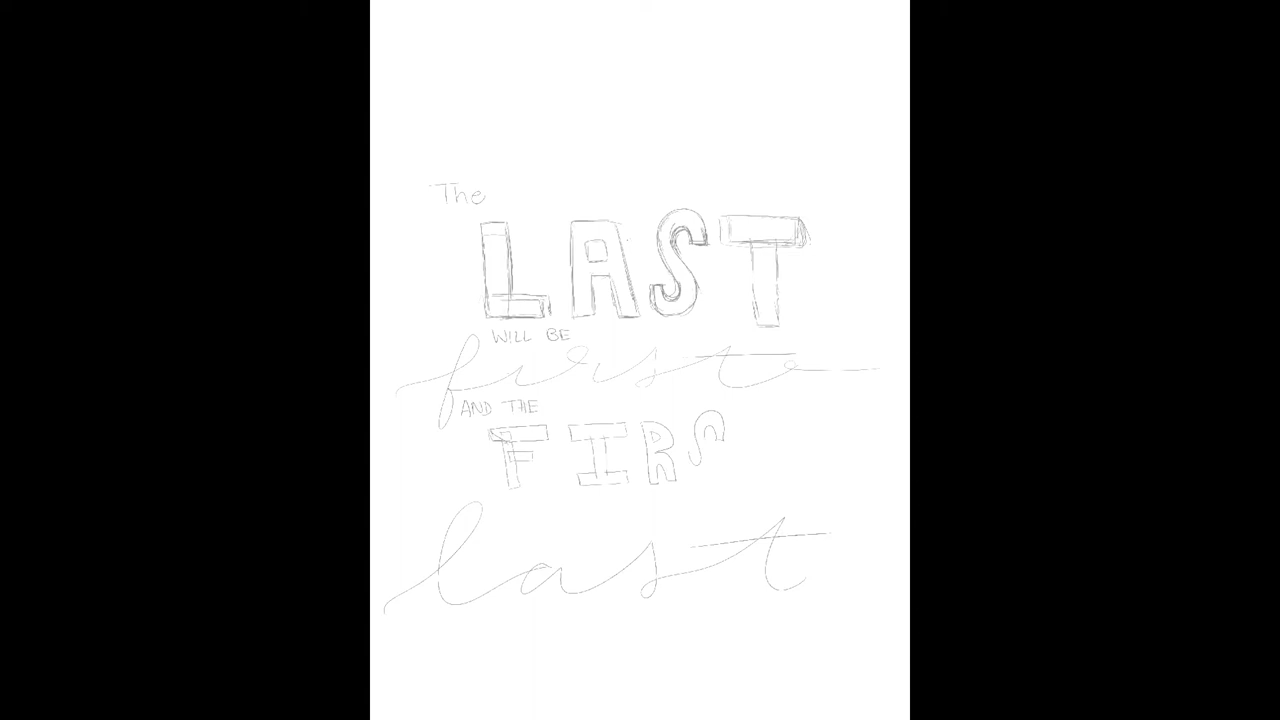 The
LAST
WILL BE
first
AND THE
FIRS
last